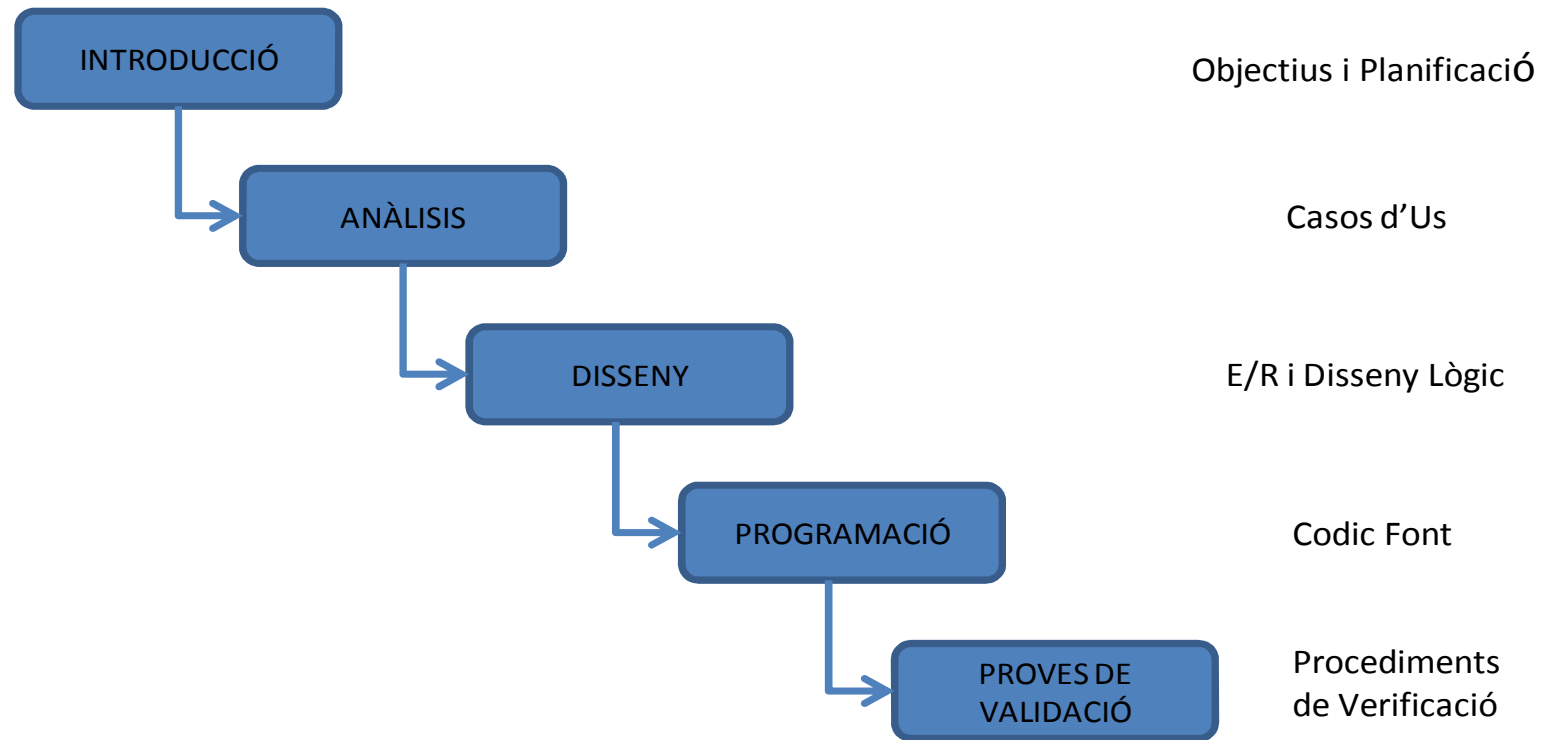 INTRODUCCIÓ
Objectius i Planificació
ANÀLISIS
Casos d’Us
DISSENY
E/R i Disseny Lògic
PROGRAMACIÓ
Codic Font
PROVES DE
VALIDACIÓ
Procediments
de Verificació